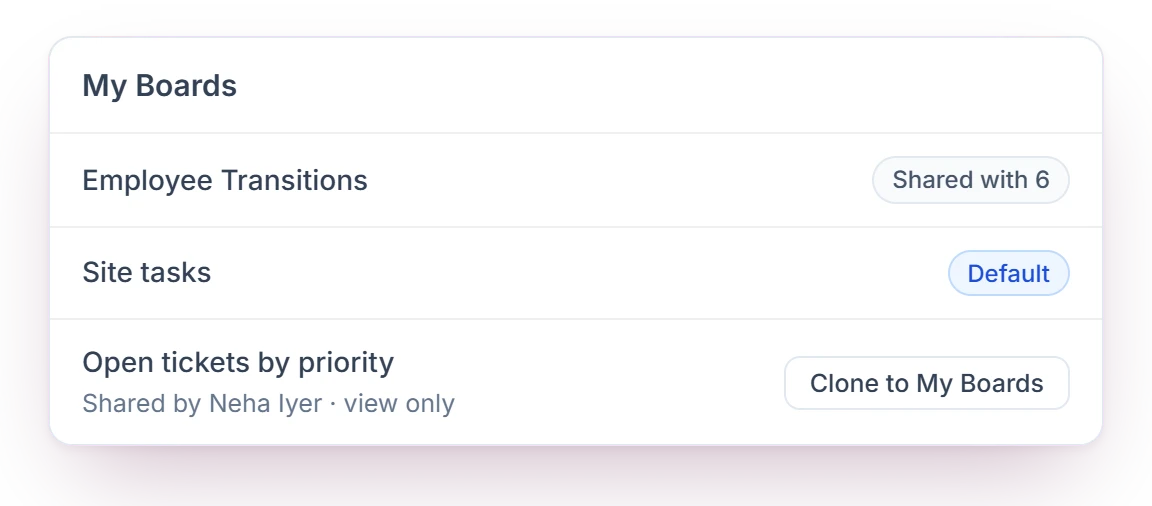 My Boards
Employee Transitions
Shared with 6
Site tasks
Default
Open tickets by priority
Shared by Neha Iyer · view only
Clone to My Boards